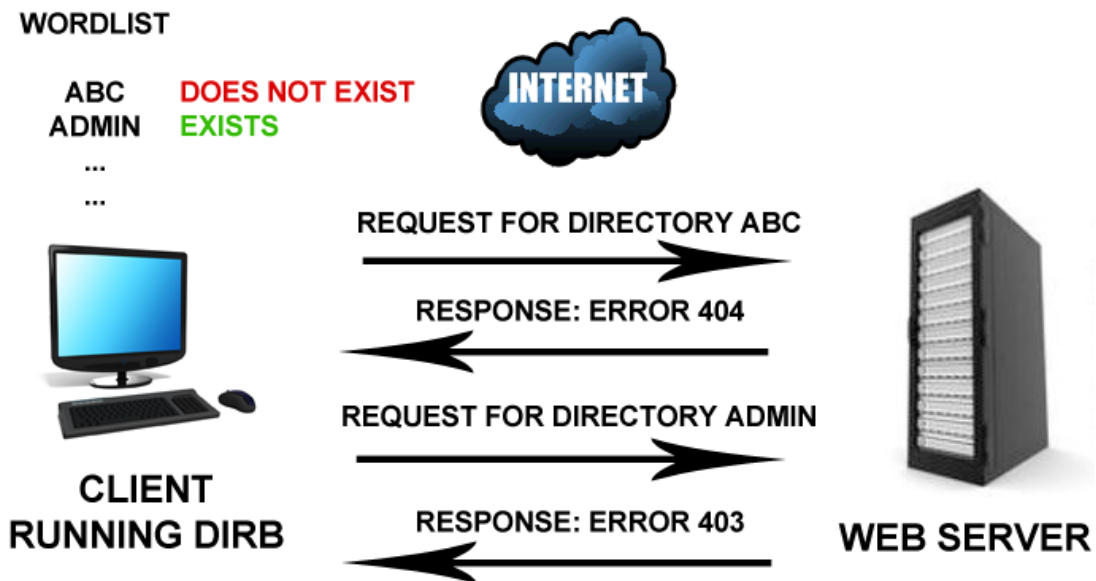 WORDLIST
ABC DOES NOT EXIST
ADMIN EXISTS
...
...
INTERNET
REQUEST FOR DIRECTORY ABC
RESPONSE: ERROR 404
REQUEST FOR DIRECTORY ADMIN
RESPONSE: ERROR 403
CLIENT
RUNNING DIRB
WEB SERVER